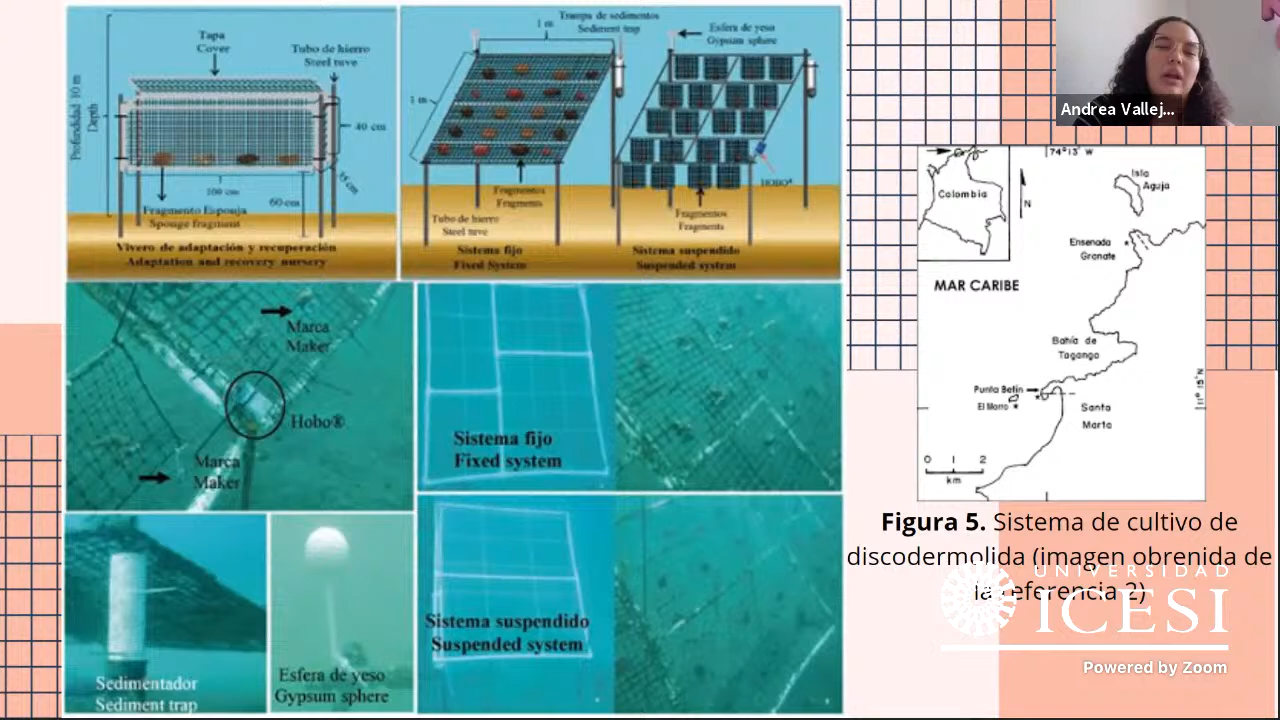 Tapa
Cover
Tubo de hierro
Steel tuve
Profundidad 10 m
Depth
40 cm
35 cm
100 cm
60 cm
Fragmento Esponja
Sponge fragment
Vivero de adaptación y recuperación
Adaptation and recovery nursery
Trampa de sedimentos
Sediment trap
1 m
1 m
Esfera de yeso
Gypsum sphere
HOBO®
Fragmentos
Fragments
Fragmentos
Fragments
Tubo de hierro
Steel tuve
Sistema fijo
Fixed System
Sistema suspendido
Suspended system
Marca
Maker
Hobo®
Marca
Maker
Sistema fijo
Fixed system
Sedimentador
Sediment trap
Esfera de yeso
Gypsum sphere
Sistema suspendido
Suspended system
Andrea Vallej...
74°13' W
Colombia
N
Isla
Aguja
Ensenada
Granate
MAR CARIBE
Bahía de
Taganga
Punta Betín
El Morro
Santa
Marta
11° 15' N
0 1 2
km
Figura 5. Sistema de cultivo de
discodermolida (imagen obrenida de
la referencia 2)
UNIVERSIDAD
ICESI
Powered by Zoom